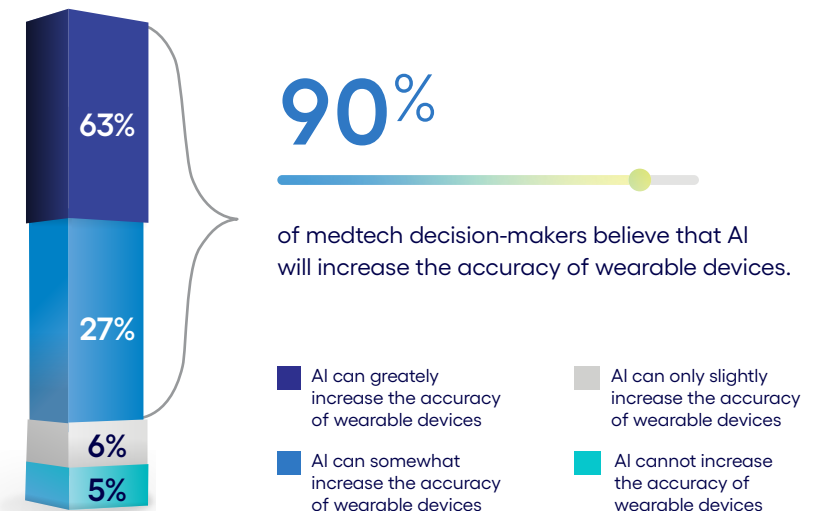 63%
27%
6%
5%
90%
of medtech decision-makers believe that AI
will increase the accuracy of wearable devices.
AI can greately
increase the accuracy
of wearable devices
AI can somewhat
increase the accuracy
of wearable devices
AI can only slightly
increase the accuracy
of wearable devices
AI cannot increase
the accuracy of
wearable devices